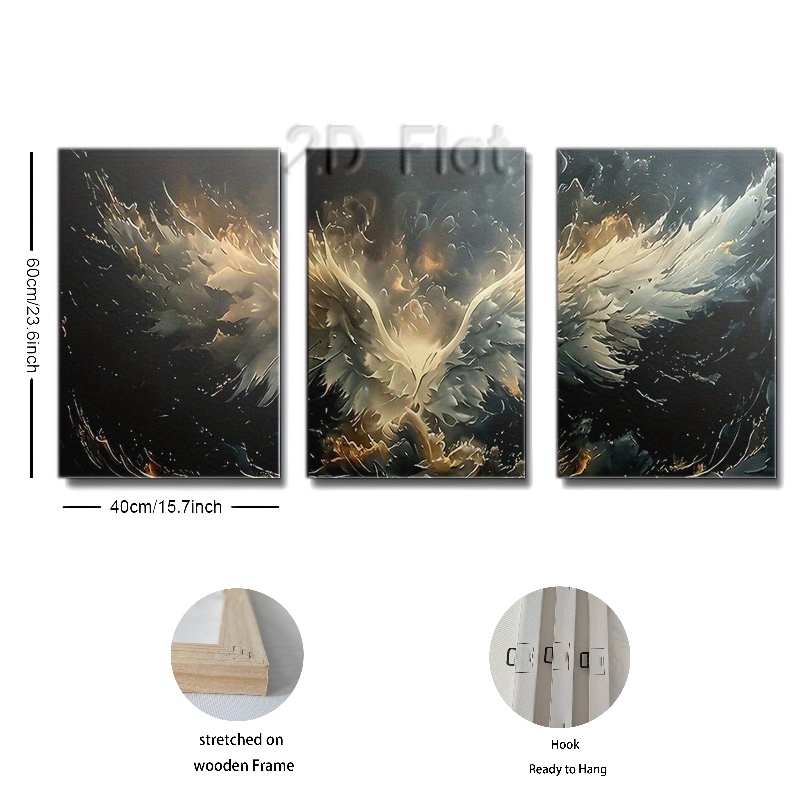 2D Flat
60cm/23.6inch
40cm/15.7inch
stretched on
wooden Frame
Hook
Ready to Hang